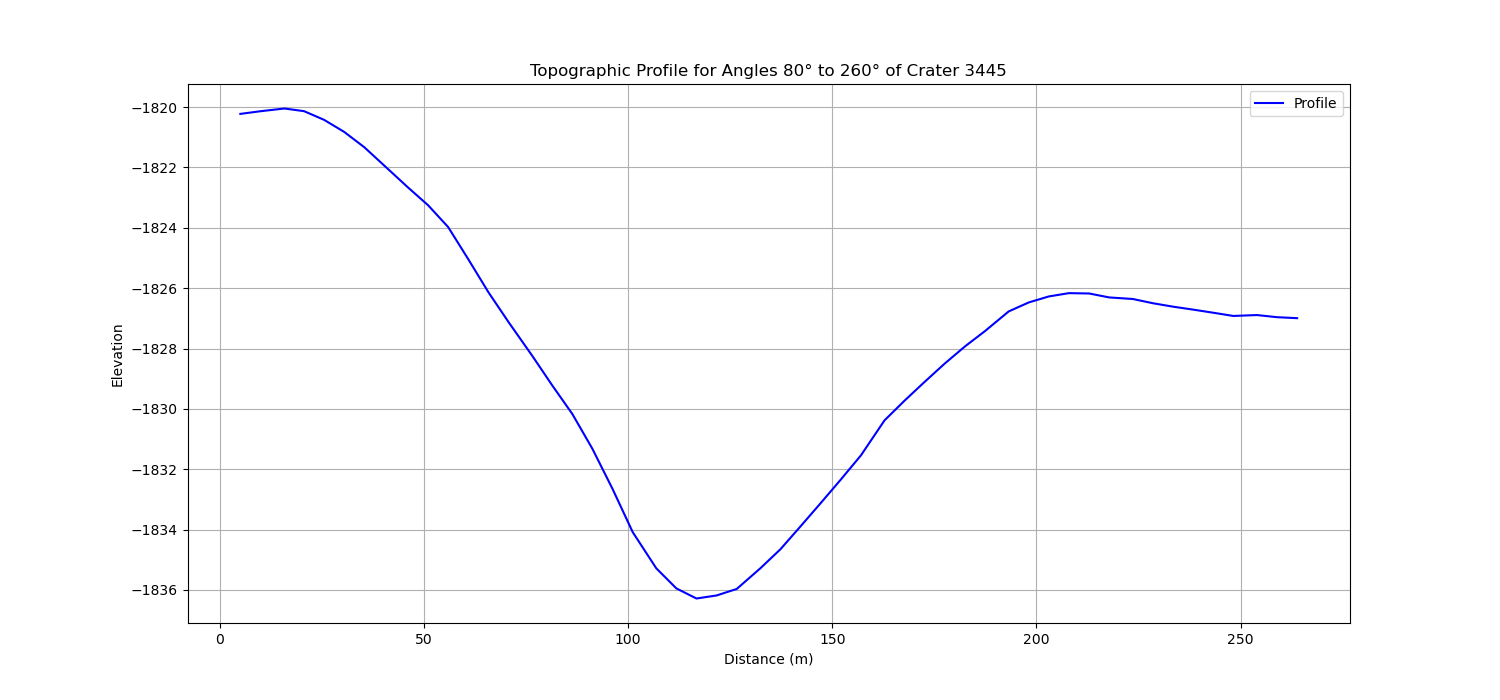 Topographic Profile for Angles 80° to 260° of Crater 3445
Profile
−1820
−1822
−1824
−1826
−1828
−1830
−1832
−1834
−1836
Elevation
0 50 100 150 200 250
Distance (m)